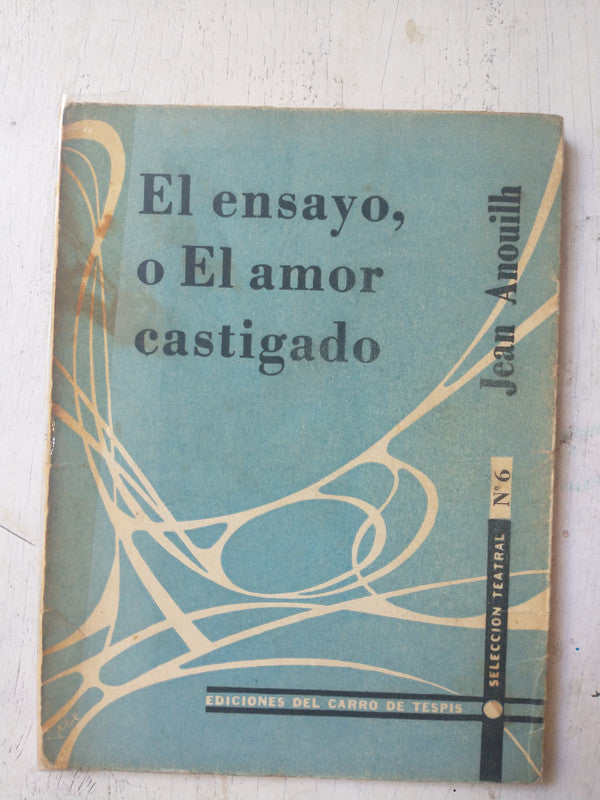 El ensayo,
o El amor
castigado
Jean Anouilh
Nº 6
SELECCION TEATRAL
EDICIONES DEL CARRO DE TESPIS